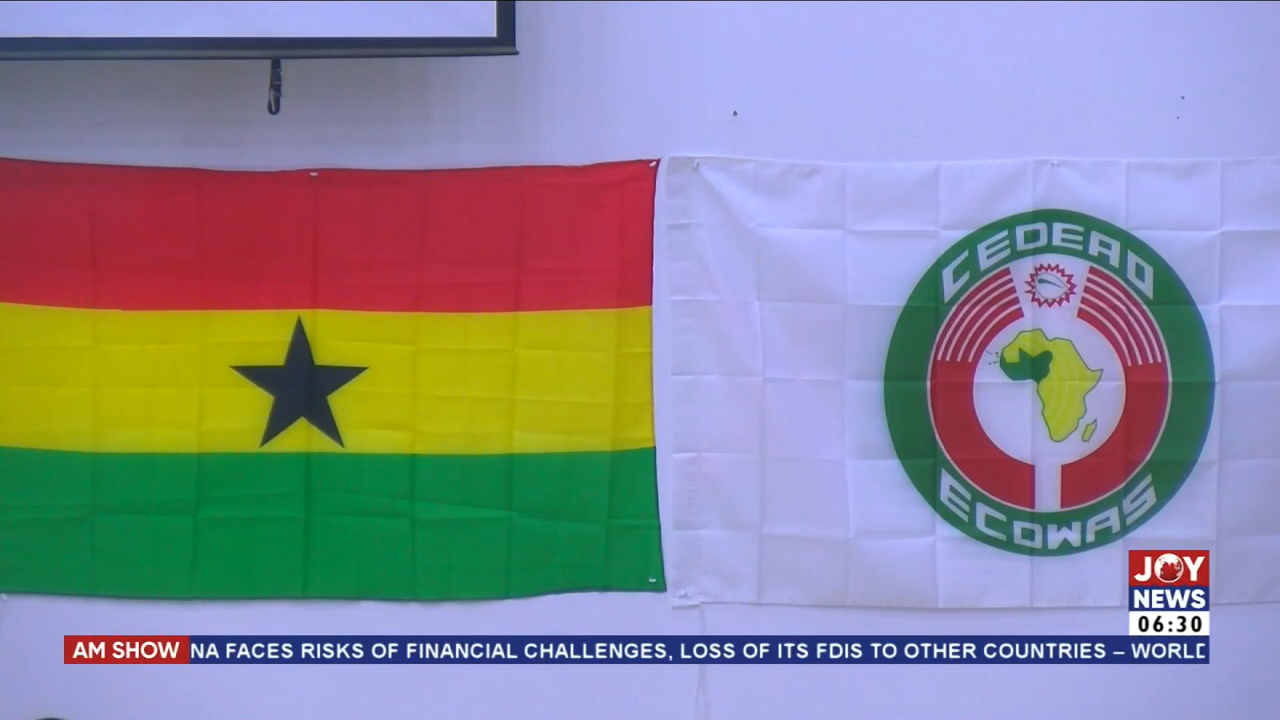 CEDEAO
ECOWAS
JOY
NEWS
06:30
AM SHOW
NA FACES RISKS OF FINANCIAL CHALLENGES, LOSS OF ITS FDIS TO OTHER COUNTRIES – WORLD